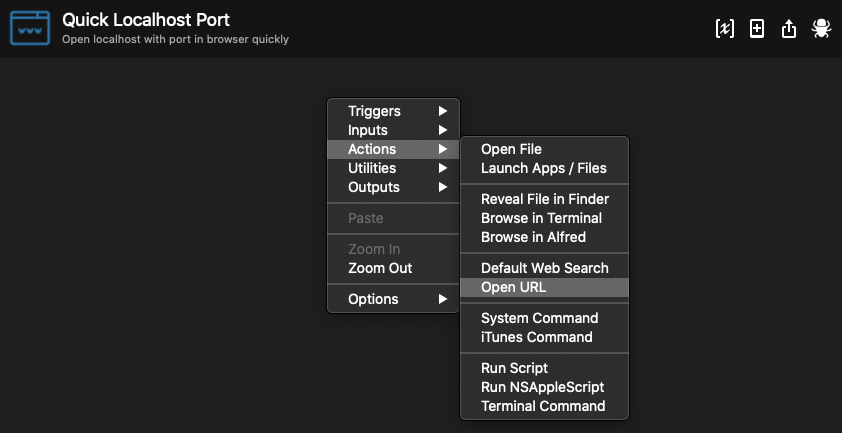 Quick Localhost Port
Open localhost with port in browser quickly
Triggers
Inputs
Actions
Utilities
Outputs
Paste
Zoom In
Zoom Out
Options
Open File
Launch Apps / Files
Reveal File in Finder
Browse in Terminal
Browse in Alfred
Default Web Search
Open URL
System Command
iTunes Command
Run Script
Run NSAppleScript
Terminal Command